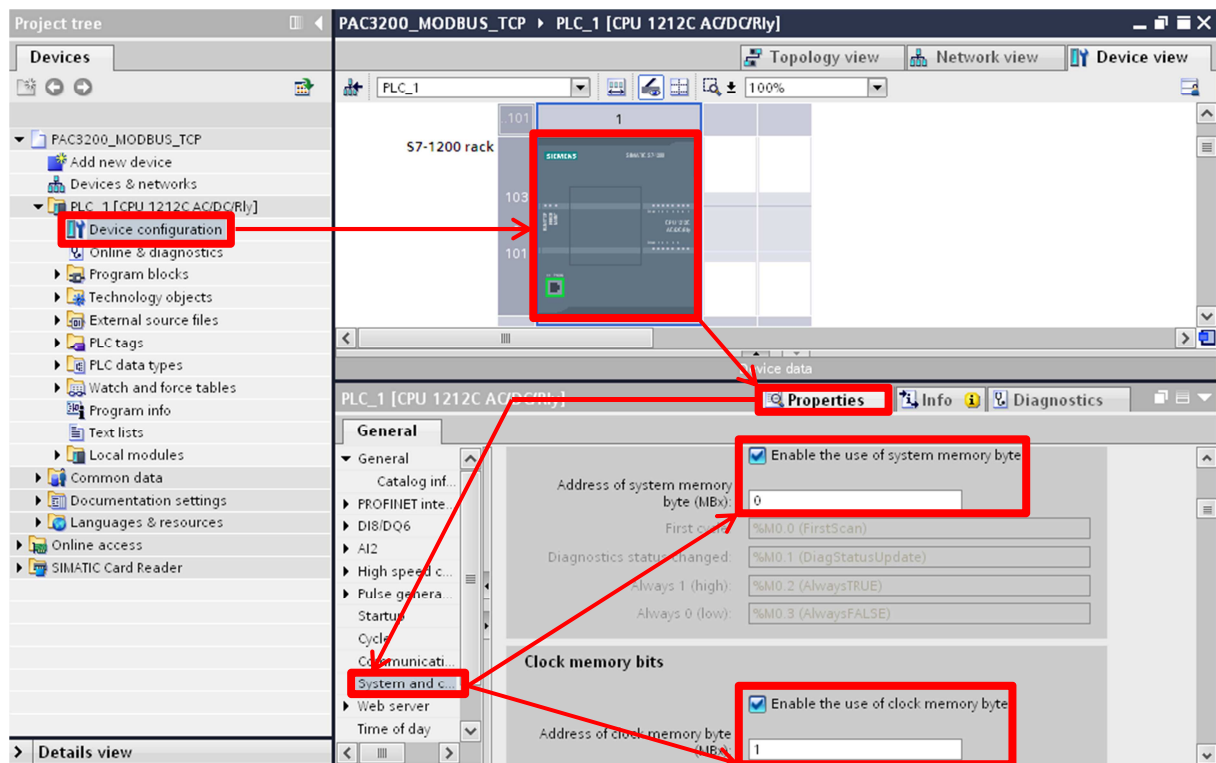 Project tree
PAC3200_MODBUS_TCP PLC_1 [CPU 1212C AC/DC/Rly]
Devices
Topology view Network view Device view
PLC_1 100%
PAC3200_MODBUS_TCP
Add new device
Devices & networks
PLC_1 [CPU 1212C AC/DC/Rly]
Device configuration
Online & diagnostics
Program blocks
Technology objects
External source files
PLC tags
PLC data types
Watch and force tables
Program info
Text lists
Local modules
Common data
Documentation settings
Languages & resources
Online access
SIMATIC Card Reader
Details view
101 1
S7-1200 rack
SIEMENS
103
101
CPU 1212C
AC/DC/Rly
Device data
PLC_1 [CPU 1212C AC/DC/Rly]
Properties Info Diagnostics
General
General
Catalog inf...
PROFINET inte...
DI8/DQ6
AI2
High speed c...
Pulse genera...
Startup
Cycle
Communicati...
System and c...
Web server
Time of day
Enable the use of system memory byte
Address of system memory
byte (MBx): 0
First cycle: %M0.0 (FirstScan)
Diagnostics status changed: %M0.1 (DiagStatusUpdate)
Always 1 (high): %M0.2 (AlwaysTRUE)
Always 0 (low): %M0.3 (AlwaysFALSE)
Clock memory bits
Enable the use of clock memory byte
Address of clock memory byte
(MBx): 1